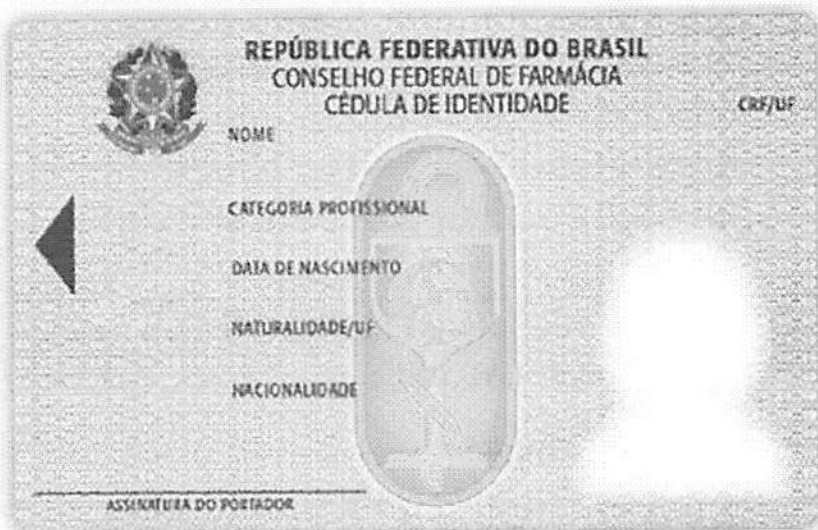 REPÚBLICA FEDERATIVA DO BRASIL
CONSELHO FEDERAL DE FARMÁCIA
CÉDULA DE IDENTIDADE
CRF/UF
NOME
CATEGORIA PROFISSIONAL
DATA DE NASCIMENTO
NATURALIDADE/UF
NACIONALIDADE
ASSINATURA DO PORTADOR